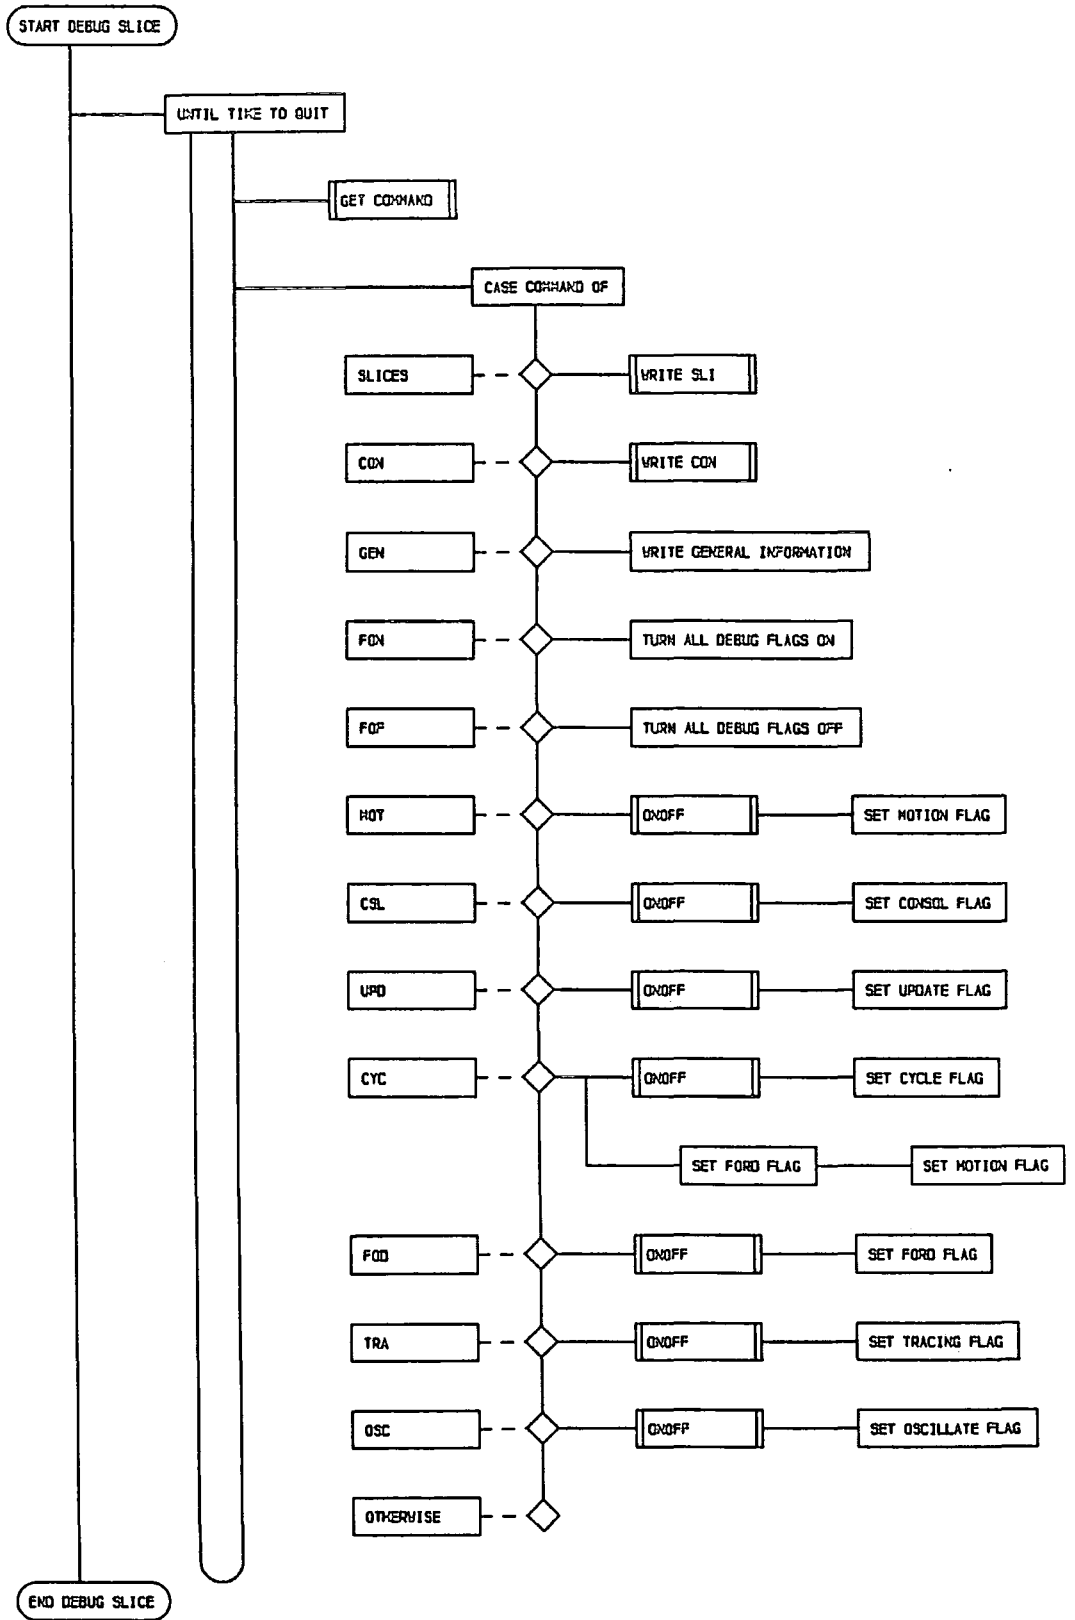 START DEBUG SLICE
UNTIL TIME TO QUIT
GET COMMAND
CASE COMMAND OF
SLICES
WRITE SLI
CON
WRITE CON
GEN
WRITE GENERAL INFORMATION
FON
TURN ALL DEBUG FLAGS ON
FOF
TURN ALL DEBUG FLAGS OFF
MOT
ONOFF
SET MOTION FLAG
CSL
ONOFF
SET CONSOL FLAG
UPD
ONOFF
SET UPDATE FLAG
CYC
ONOFF
SET CYCLE FLAG
SET FORD FLAG
SET MOTION FLAG
FOD
ONOFF
SET FORD FLAG
TRA
ONOFF
SET TRACING FLAG
OSC
ONOFF
SET OSCILLATE FLAG
OTHERWISE
END DEBUG SLICE